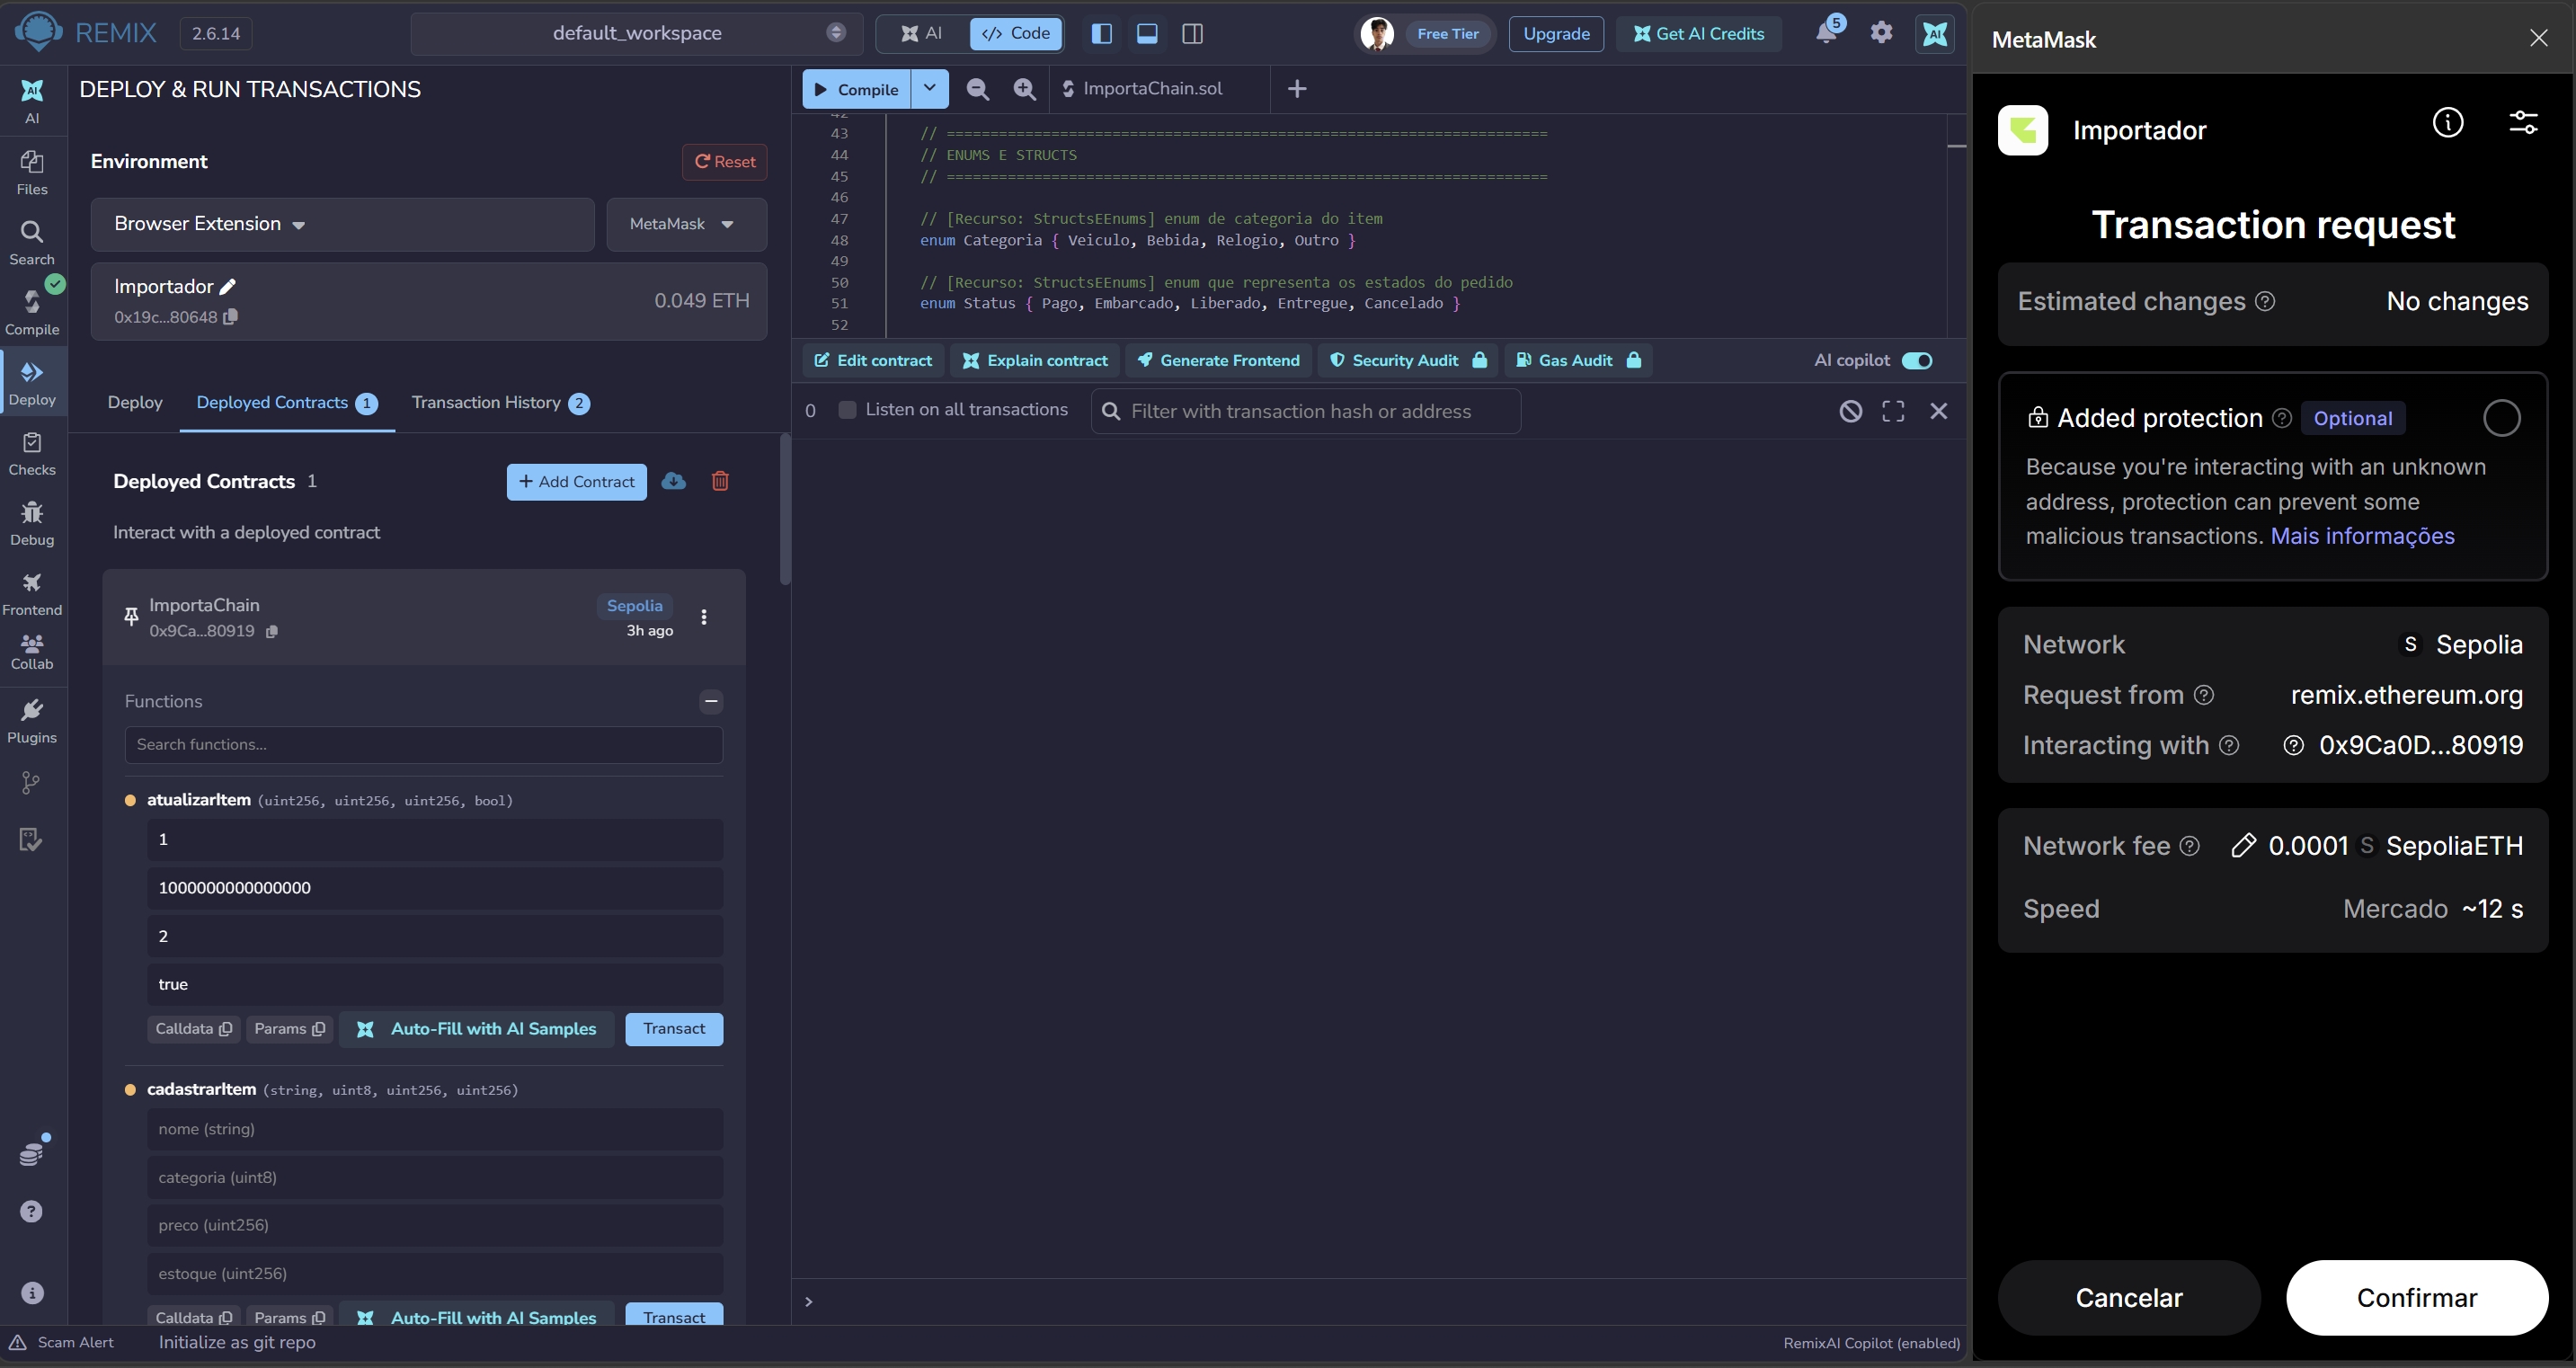 REMIX 2.6.14
default_workspace
AI </> Code
Free Tier Upgrade Get AI Credits 5 AI
AI
AI
Files
Search
Compile
Deploy
Checks
Debug
Frontend
Collab
Plugins
DEPLOY & RUN TRANSACTIONS
Environment Reset
Browser Extension MetaMask
Importador
0x19c...80648
0.049 ETH
Deploy Deployed Contracts 1 Transaction History 2
Deployed Contracts 1 + Add Contract
Interact with a deployed contract
ImportaChain Sepolia
0x9Ca...80919 3h ago
Functions
Search functions...
atualizarItem (uint256, uint256, uint256, bool)
1
1000000000000000
2
true
Calldata Params Auto-Fill with AI Samples Transact
cadastrarItem (string, uint8, uint256, uint256)
nome (string)
categoria (uint8)
preco (uint256)
estoque (uint256)
Calldata Params Auto-Fill with AI Samples Transact
Scam Alert Initialize as git repo
Compile ImportaChain.sol
42
43 // =====================================================================
44 // ENUMS E STRUCTS
45 // =====================================================================
46
47 // [Recurso: StructsEEnums] enum de categoria do item
48 enum Categoria { Veiculo, Bebida, Relogio, Outro }
49
50 // [Recurso: StructsEEnums] enum que representa os estados do pedido
51 enum Status { Pago, Embarcado, Liberado, Entregue, Cancelado }
52
Edit contract Explain contract Generate Frontend Security Audit Gas Audit AI copilot
0 Listen on all transactions Filter with transaction hash or address
>
RemixAI Copilot (enabled)
MetaMask
Importador
Transaction request
Estimated changes No changes
Added protection Optional
Because you're interacting with an unknown
address, protection can prevent some
malicious transactions. Mais informações
Network S Sepolia
Request from remix.ethereum.org
Interacting with 0x9Ca0D...80919
Network fee 0.0001 S SepoliaETH
Speed Mercado ~12 s
Cancelar Confirmar